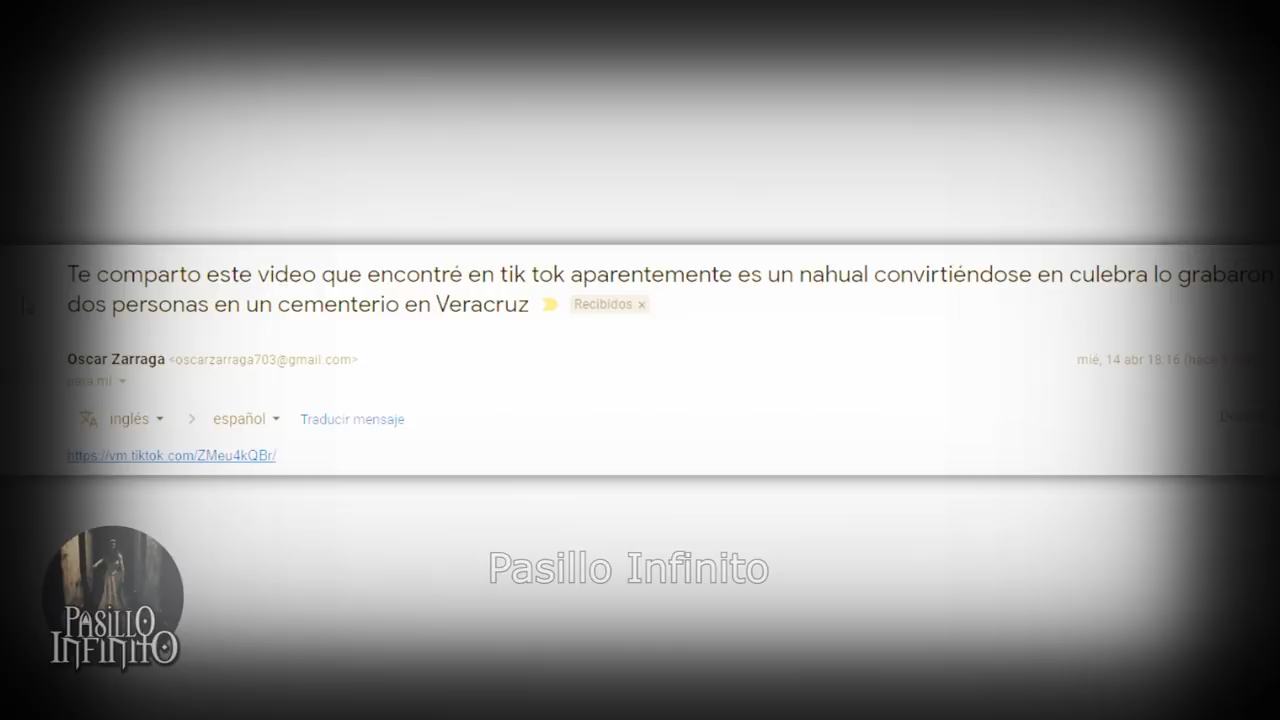 Te comparto este video que encontré en tik tok aparentemente es un nahual convirtiéndose en culebra lo grabaron
dos personas en un cementerio en Veracruz Recibidos ×
Oscar Zarraga <oscarzarraga703@gmail.com> mié, 14 abr 18:16 (hace
para mí
inglés > español Traducir mensaje
https://vm.tiktok.com/ZMeu4kQBr/
Pasillo Infinito
PASILLO
INFINITO